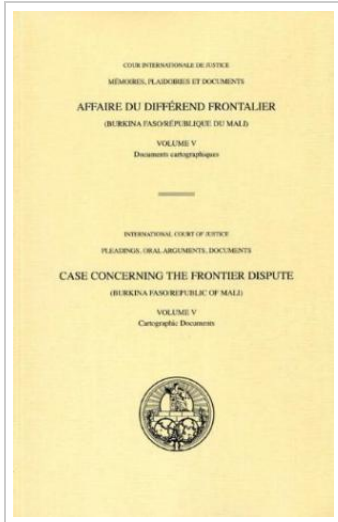 COUR INTERNATIONALE DE JUSTICE
MÉMOIRES, PLAIDOIRIES ET DOCUMENTS
AFFAIRE DU DIFFÉREND FRONTALIER
(BURKINA FASO/RÉPUBLIQUE DU MALI)
VOLUME V
Documents cartographiques
INTERNATIONAL COURT OF JUSTICE
PLEADINGS, ORAL ARGUMENTS, DOCUMENTS
CASE CONCERNING THE FRONTIER DISPUTE
(BURKINA FASO/REPUBLIC OF MALI)
VOLUME V
Cartographic Documents